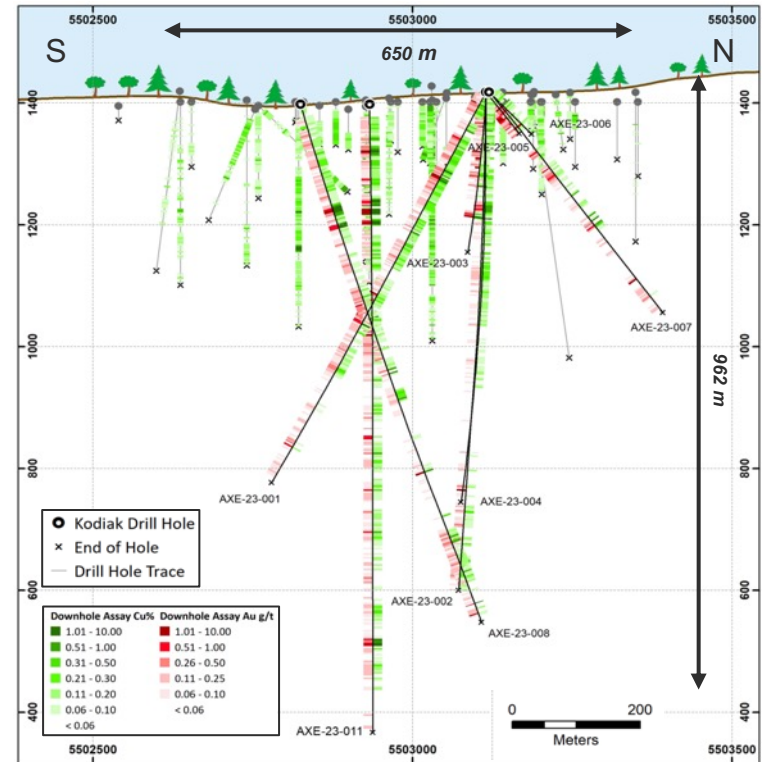 5502500 5503000 5503500
S
650 m
N
1400
1400
AXE-23-006
AXE-23-005
1200
1200
AXE-23-003
AXE-23-007
1000
1000
962 m
800
800
AXE-23-001
AXE-23-004
Kodiak Drill Hole
End of Hole
Drill Hole Trace
600
600
AXE-23-002
AXE-23-008
Downhole Assay Cu% Downhole Assay Au g/t
1.01 - 10.00 1.01 - 10.00
0.51 - 1.00 0.51 - 1.00
0.31 - 0.50 0.26 - 0.50
0.21 - 0.30 0.11 - 0.25
0.11 - 0.20 0.06 - 0.10
0.06 - 0.10 < 0.06
< 0.06
0 200
Meters
400
400
AXE-23-011
5502500 5503000 5503500